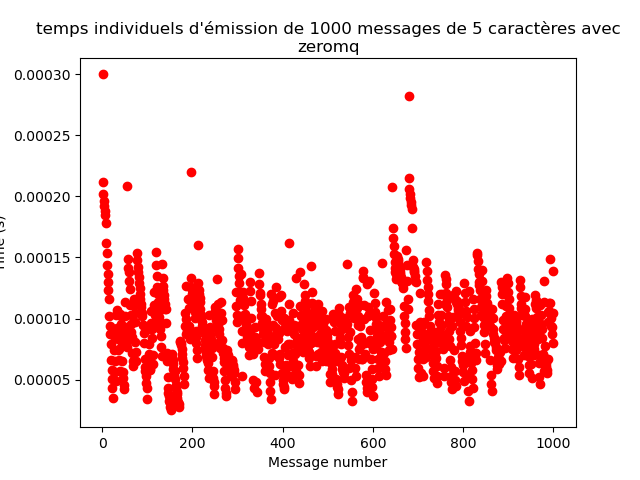 temps individuels d'émission de 1000 messages de 5 caractères avec
zeromq
0.00030
0.00025
0.00020
0.00015
0.00010
0.00005
(s)
0 200 400 600 800 1000
Message number